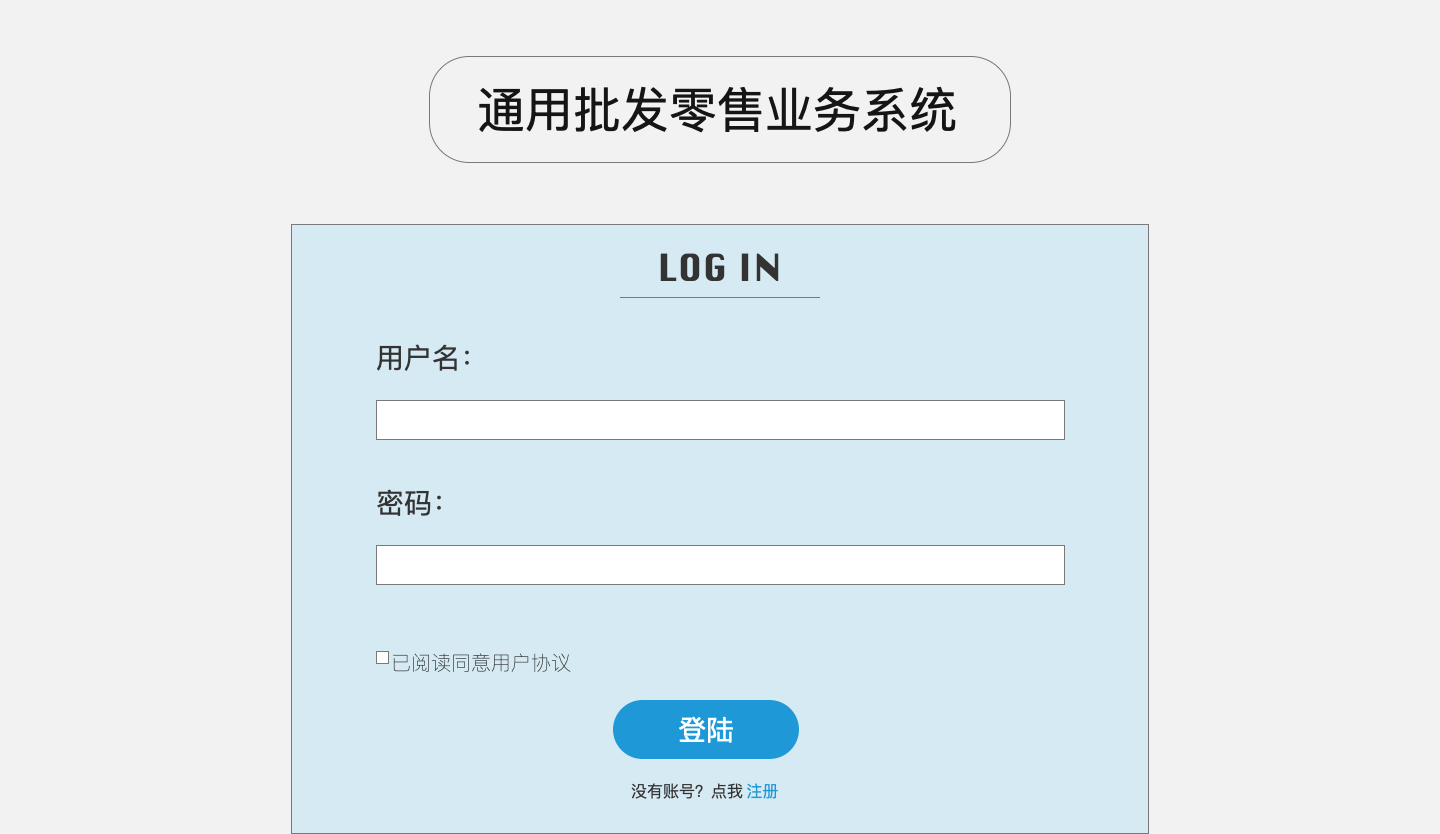 通用批发零售业务系统
LOG IN
用户名：
密码：
已阅读同意用户协议
登陆
没有账号？点我 注册